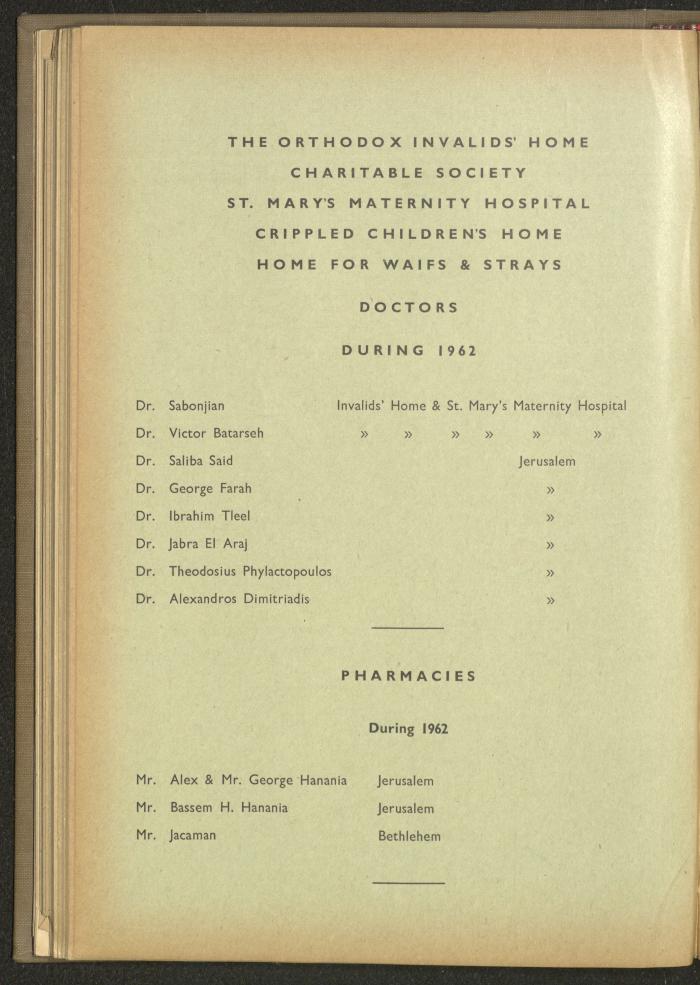 THE ORTHODOX INVALIDS' HOME
CHARITABLE SOCIETY
ST. MARY'S MATERNITY HOSPITAL
CRIPPLED CHILDREN'S HOME
HOME FOR WAIFS & STRAYS
DOCTORS
DURING 1962
Dr. Sabonjian Invalids' Home & St. Mary's Maternity Hospital
Dr. Victor Batarseh » » » » » »
Dr. Saliba Said Jerusalem
Dr. George Farah »
Dr. Ibrahim Tleel »
Dr. Jabra El Araj »
Dr. Theodosius Phylactopoulos »
Dr. Alexandros Dimitriadis »
PHARMACIES
During 1962
Mr. Alex & Mr. George Hanania Jerusalem
Mr. Bassem H. Hanania Jerusalem
Mr. Jacaman Bethlehem